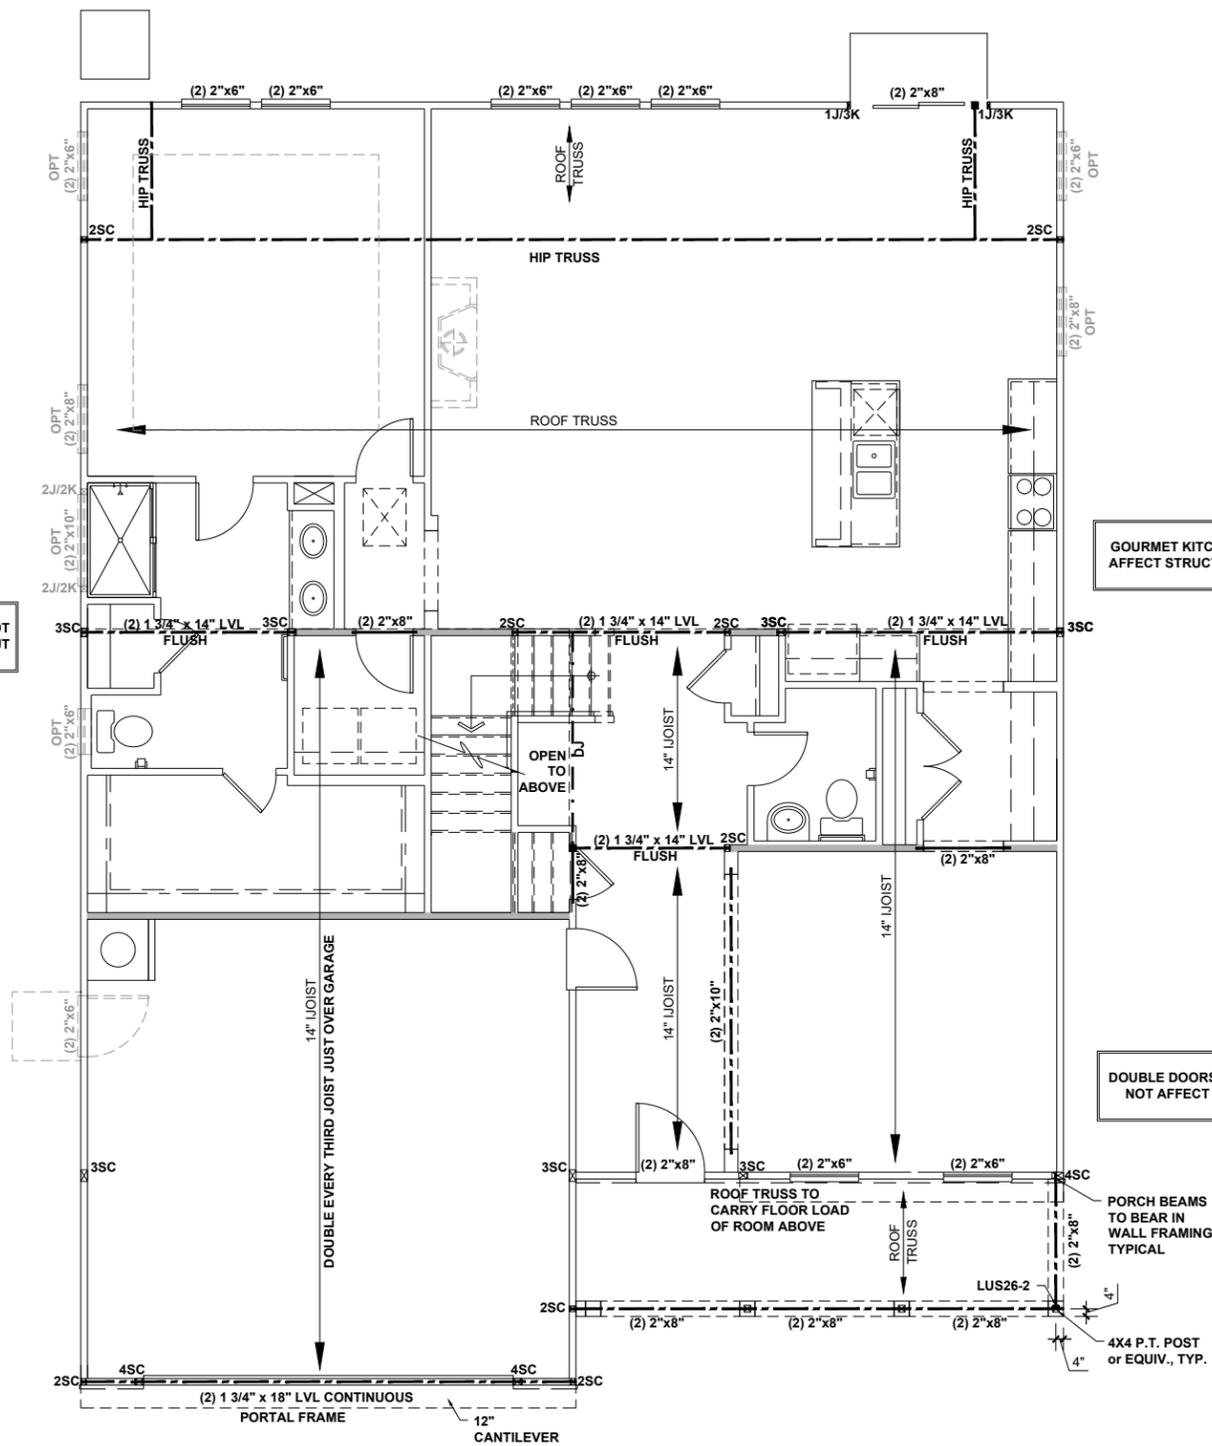 (2) 2"x6"
(2) 2"x6"
(2) 2"x6"
(2) 2"x6"
(2) 2"x6"
(2) 2"x8"
1J/3K
1J/3K
OPT
(2) 2"x6"
HIP TRUSS
ROOF
TRUSS
HIP TRUSS
(2) 2"x6"
OPT
2SC
2SC
HIP TRUSS
(2) 2"x8"
OPT
OPT
(2) 2"x8"
ROOF TRUSS
2J/2K
OPT
(2) 2"x10"
2J/2K
GOURMET KITC
AFFECT STRUCT
OT
UT
3SC
(2) 1 3/4" x 14" LVL
FLUSH
3SC
(2) 2"x8"
2SC
(2) 1 3/4" x 14" LVL
FLUSH
2SC
3SC
(2) 1 3/4" x 14" LVL
FLUSH
3SC
OPT
(2) 2"x6"
OPEN
TO
ABOVE
DJ
14" IJOIST
(2) 1 3/4" x 14" LVL
FLUSH
2SC
(2) 2"x8"
(2) 2"x8"
14" IJOIST
14" IJOIST
14" IJOIST
DOUBLE EVERY THIRD JOIST JUST OVER GARAGE
(2) 2"x10"
(2) 2"x6"
DOUBLE DOORS
NOT AFFECT
3SC
3SC
(2) 2"x8"
3SC
(2) 2"x6"
(2) 2"x6"
4SC
ROOF TRUSS TO
CARRY FLOOR LOAD
OF ROOM ABOVE
ROOF
TRUSS
(2) 2"x8"
PORCH BEAMS
TO BEAR IN
WALL FRAMING
TYPICAL
LUS26-2
4"
2SC
(2) 2"x8"
(2) 2"x8"
(2) 2"x8"
4"
4X4 P.T. POST
or EQUIV., TYP.
2SC
4SC
4SC
2SC
(2) 1 3/4" x 18" LVL CONTINUOUS
PORTAL FRAME
12"
CANTILEVER